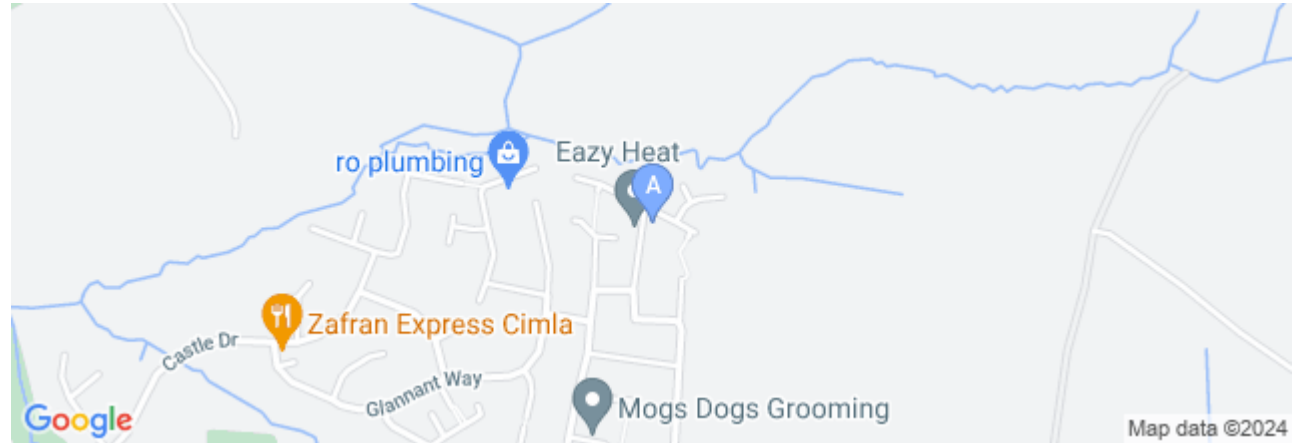 Eazy Heat
A
ro plumbing
Zafran Express Cimla
Castle Dr
Glannant Way
Mogs Dogs Grooming
Google
Map data ©2024